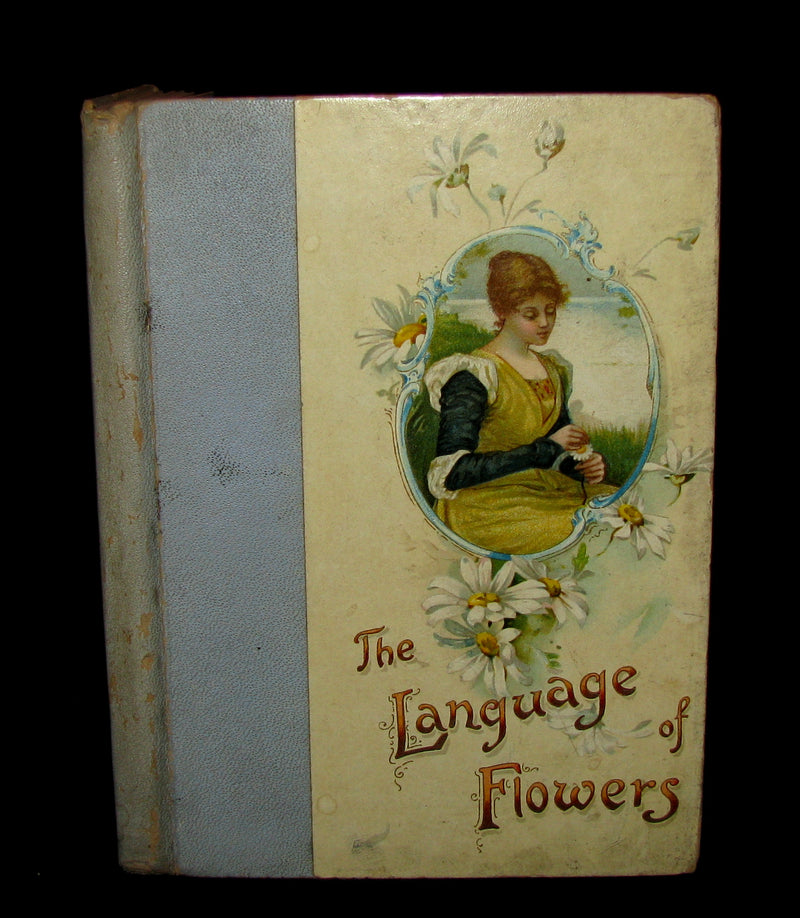 The
Language
of
Flowers